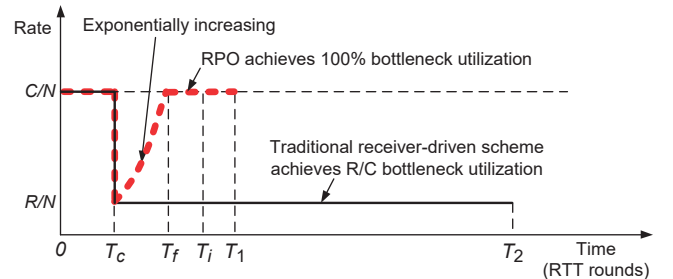 Rate
Exponentially increasing
RPO achieves 100% bottleneck utilization
C/N
Traditional receiver-driven scheme
achieves R/C bottleneck utilization
R/N
0 Tc Tf Ti T1 T2 Time
(RTT rounds)